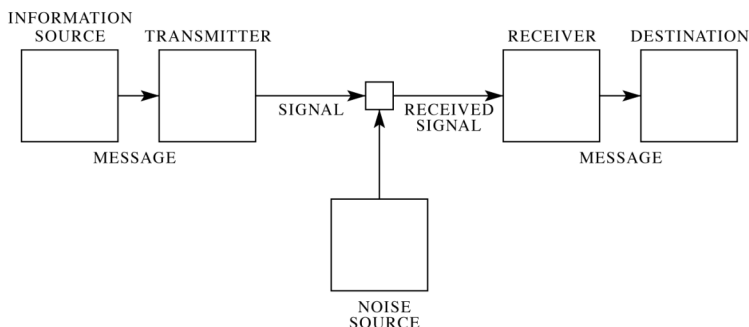 INFORMATION
SOURCE
TRANSMITTER
RECEIVER
DESTINATION
SIGNAL
RECEIVED
SIGNAL
MESSAGE
MESSAGE
NOISE
SOURCE